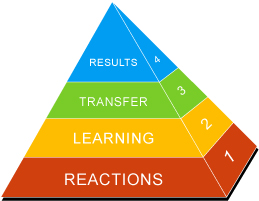 RESULTS 4
TRANSFER 3
LEARNING 2
REACTIONS 1